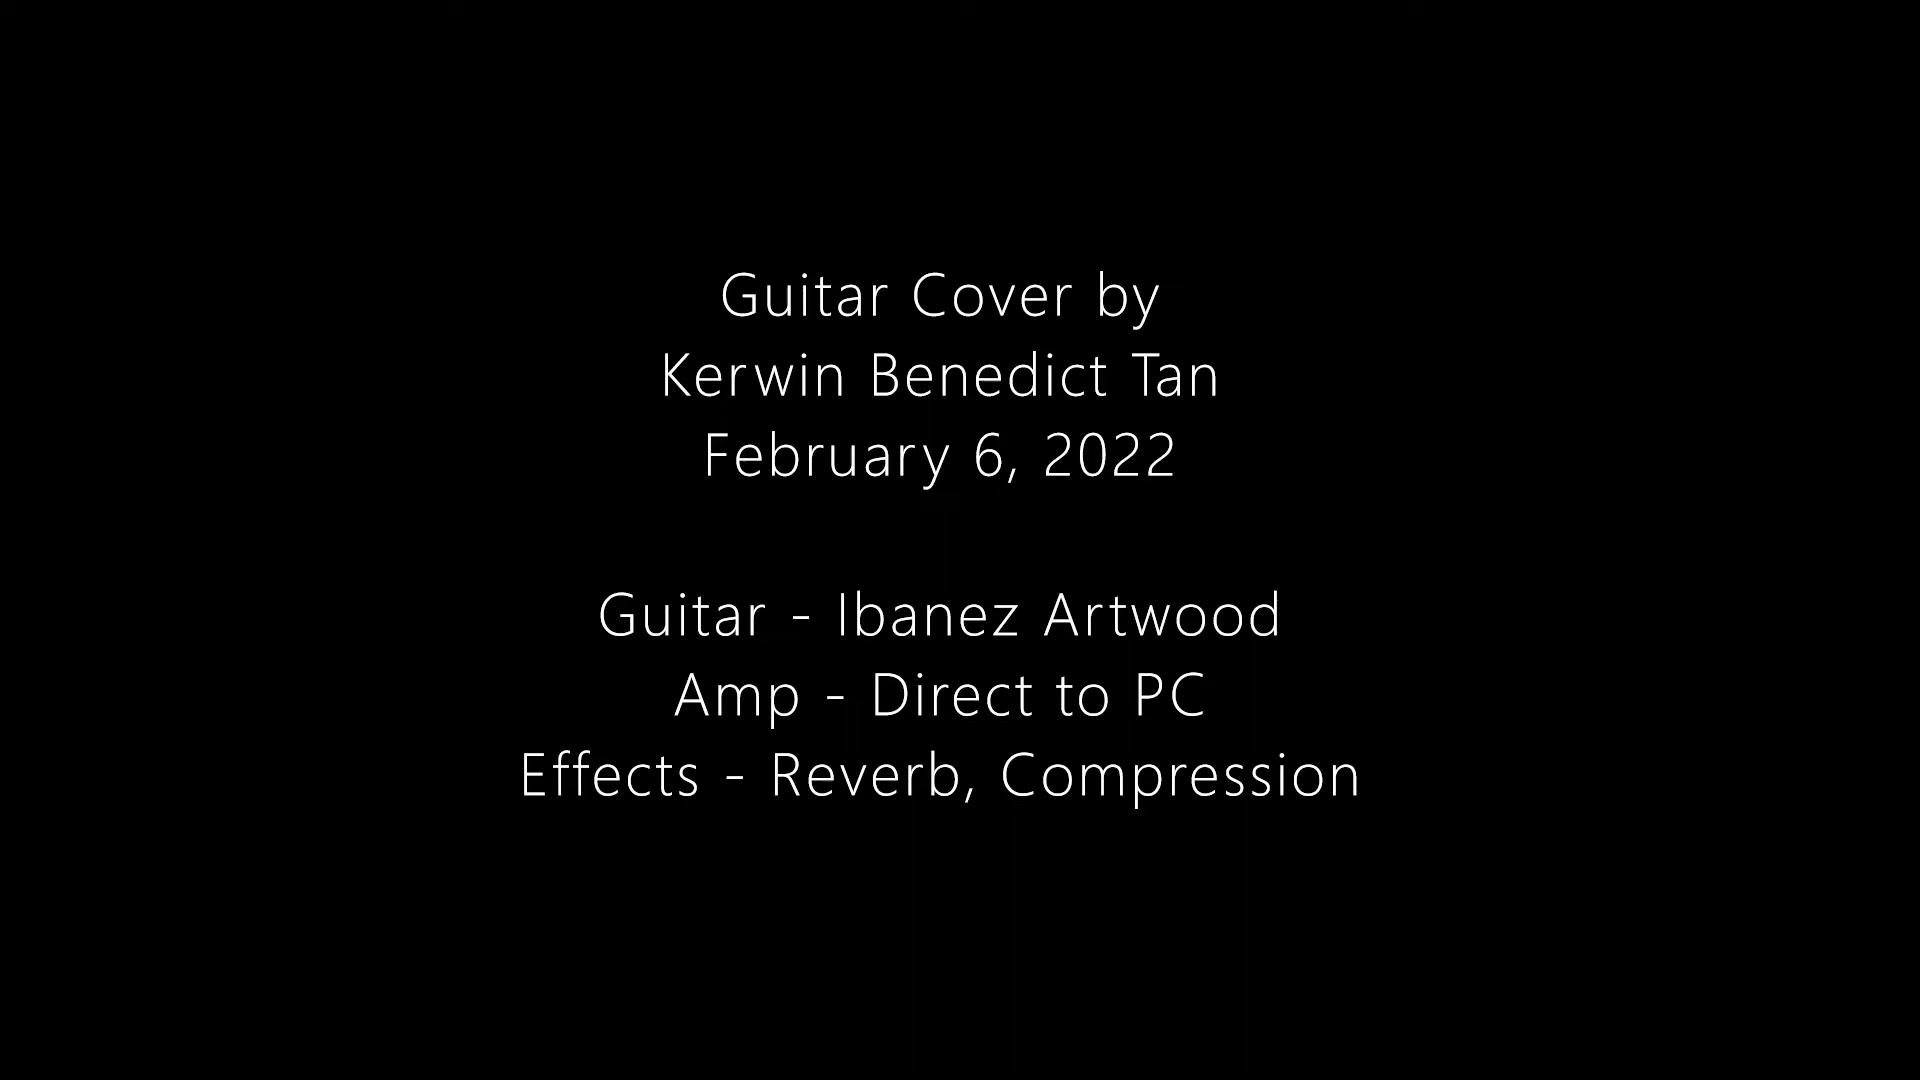 Guitar Cover by
Kerwin Benedict Tan
February 6, 2022
Guitar - Ibanez Artwood
Amp - Direct to PC
Effects - Reverb, Compression